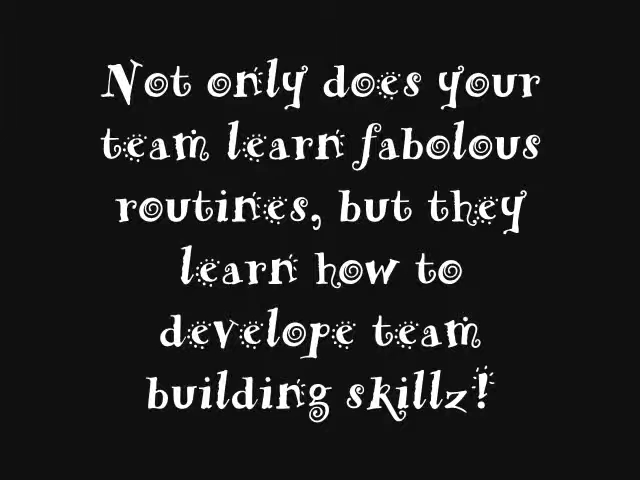 Not only does your
team learn fabolous
routines, but they
learn how to
develope team
building skillz!